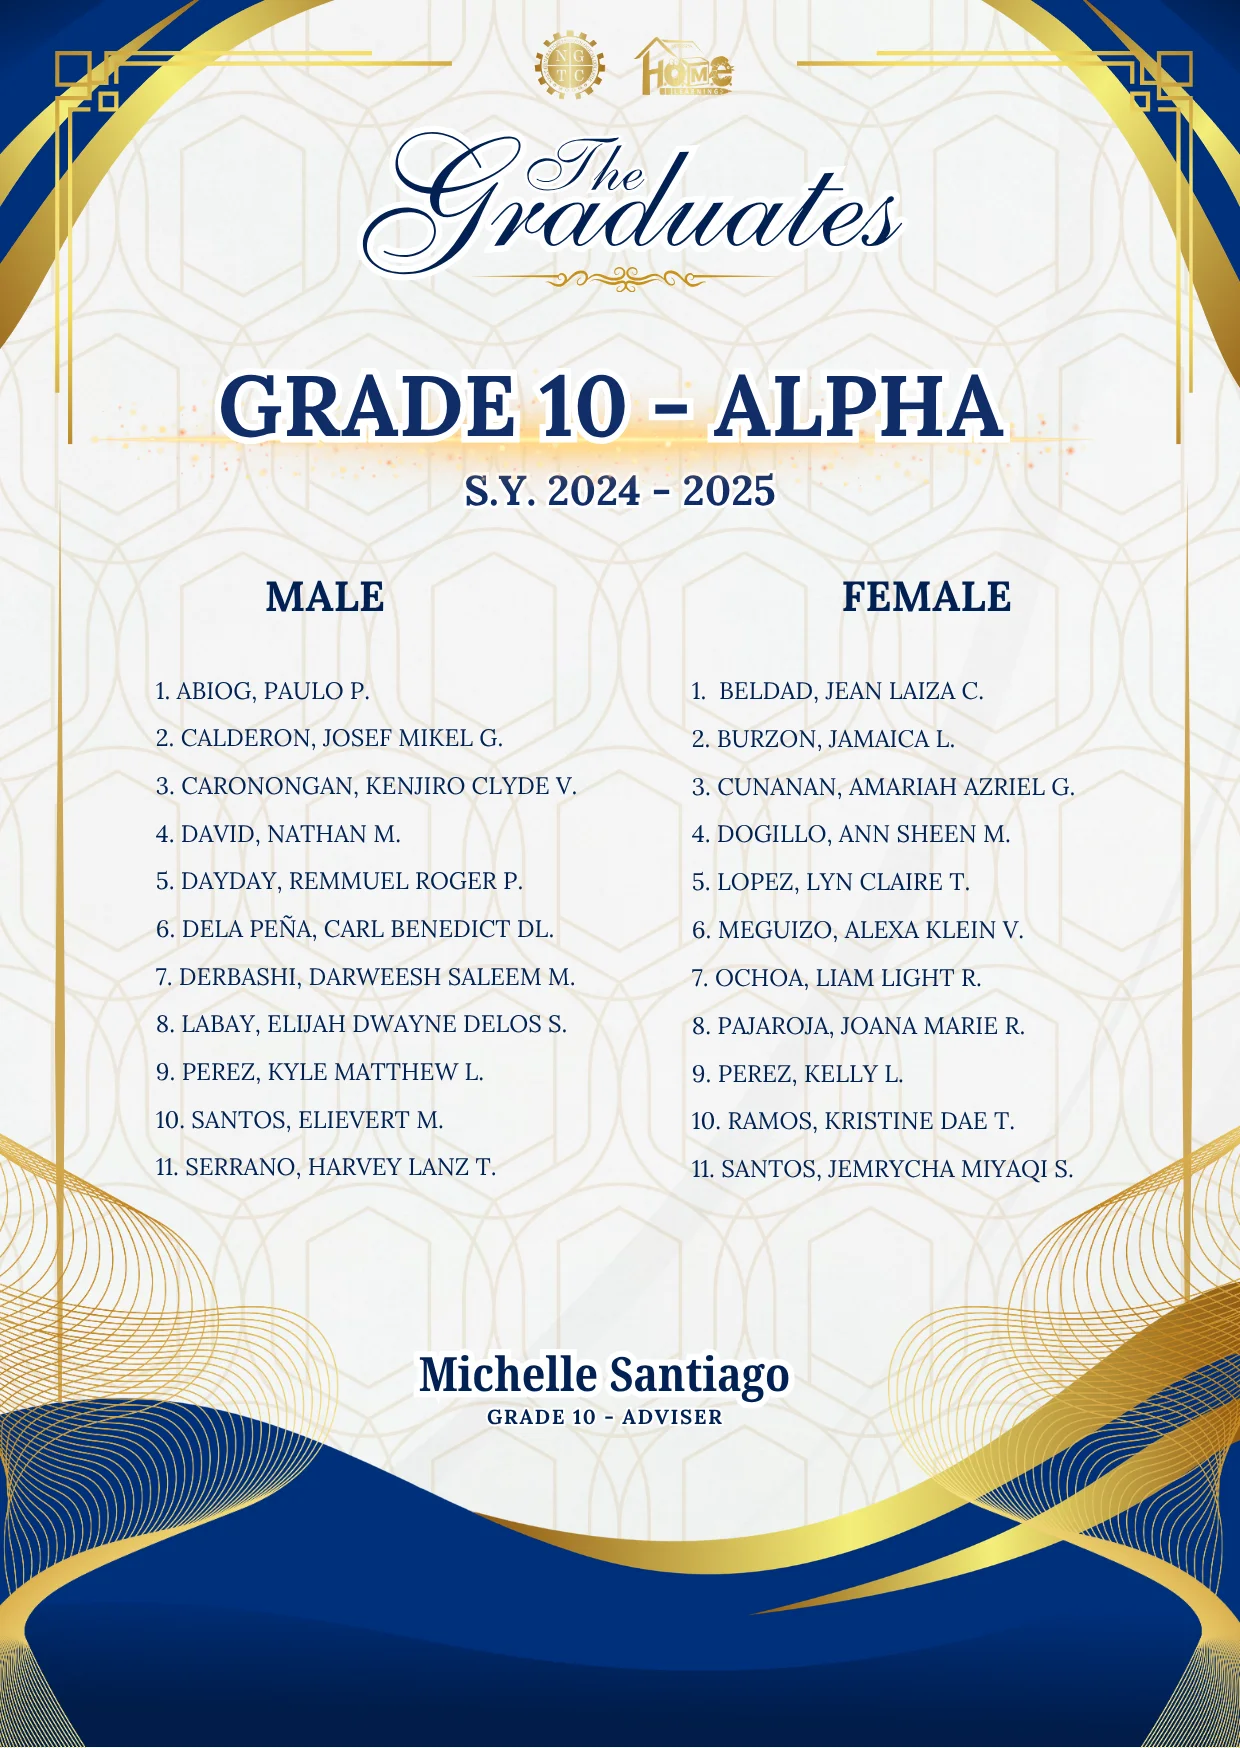 N G
T C
HOME
LEARNING
The
Graduates
GRADE 10 - ALPHA
S.Y. 2024 - 2025
MALE
1. ABIOG, PAULO P.
2. CALDERON, JOSEF MIKEL G.
3. CARONONGAN, KENJIRO CLYDE V.
4. DAVID, NATHAN M.
5. DAYDAY, REMMUEL ROGER P.
6. DELA PEÑA, CARL BENEDICT DL.
7. DERBASHI, DARWEESH SALEEM M.
8. LABAY, ELIJAH DWAYNE DELOS S.
9. PEREZ, KYLE MATTHEW L.
10. SANTOS, ELIEVERT M.
11. SERRANO, HARVEY LANZ T.
FEMALE
1. BELDAD, JEAN LAIZA C.
2. BURZON, JAMAICA L.
3. CUNANAN, AMARIAH AZRIEL G.
4. DOGILLO, ANN SHEEN M.
5. LOPEZ, LYN CLAIRE T.
6. MEGUIZO, ALEXA KLEIN V.
7. OCHOA, LIAM LIGHT R.
8. PAJAROJA, JOANA MARIE R.
9. PEREZ, KELLY L.
10. RAMOS, KRISTINE DAE T.
11. SANTOS, JEMRYCHA MIYAQI S.
Michelle Santiago
GRADE 10 - ADVISER